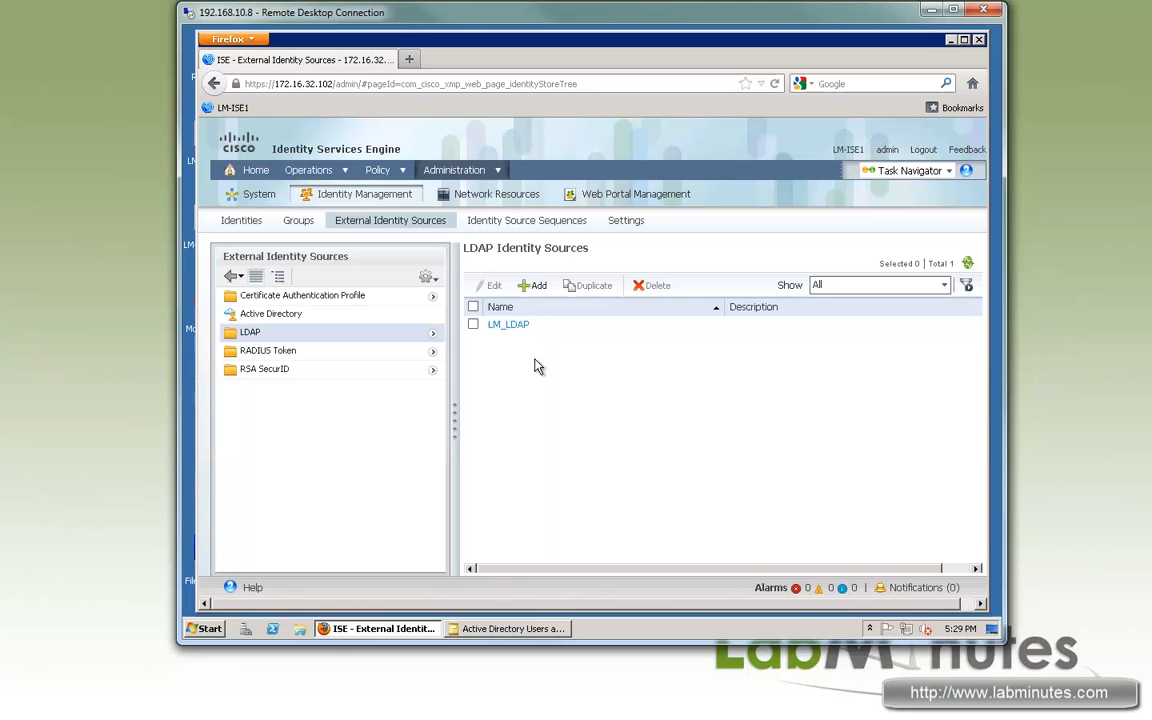 192.168.10.8 - Remote Desktop Connection
Firefox
ISE - External Identity Sources - 172.16.32....
https://172.16.32.102/admin/#pageId=com_cisco_xmp_web_page_identityStoreTree
Google
LM-ISE1
Bookmarks
CISCO Identity Services Engine
LM-ISE1 admin Logout Feedback
Home Operations Policy Administration
Task Navigator
System Identity Management Network Resources Web Portal Management
Identities Groups External Identity Sources Identity Source Sequences Settings
External Identity Sources
Certificate Authentication Profile
Active Directory
LDAP
RADIUS Token
RSA SecurID
LDAP Identity Sources
Selected 0 | Total 1
Edit Add Duplicate Delete Show All
Name Description
LM_LDAP
Help
Alarms 0 0 0 | Notifications (0)
Start ISE - External Identit... Active Directory Users a... 5:29 PM
LabMinutes
http://www.labminutes.com